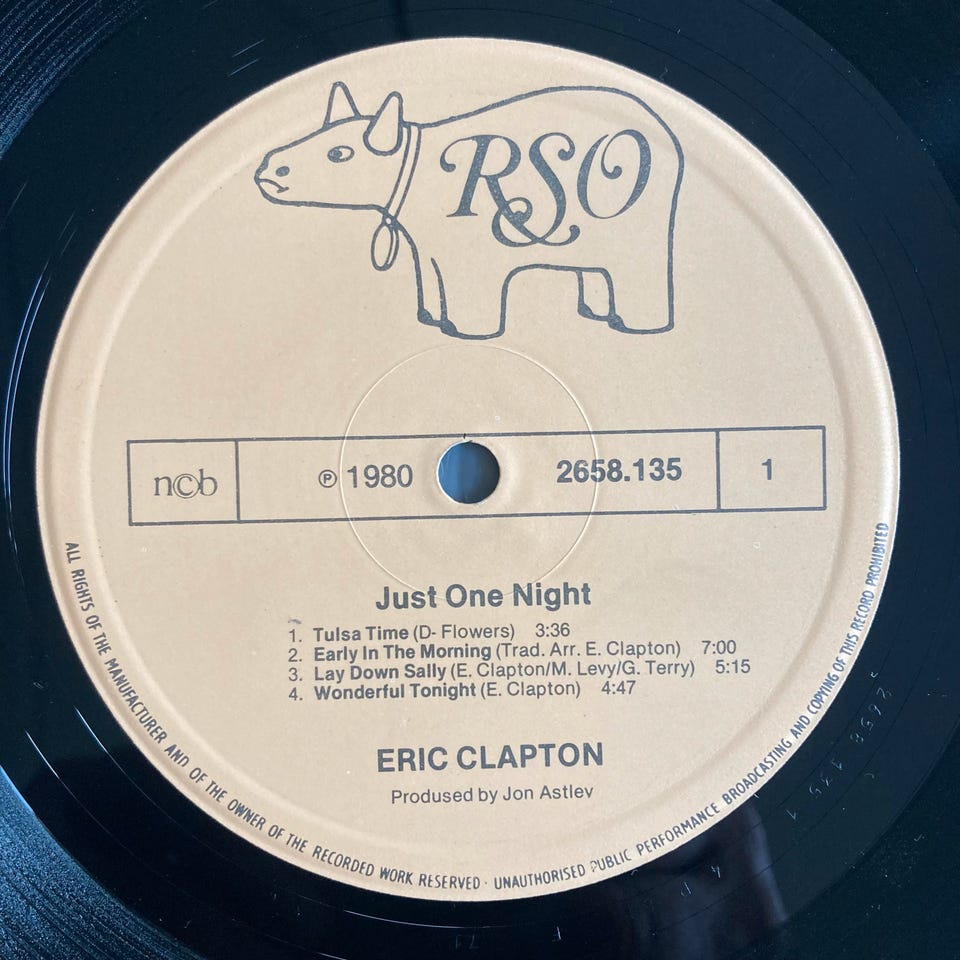 RSO
ncb ℗ 1980 2658.135 1
Just One Night
1. Tulsa Time (D- Flowers) 3:36
2. Early In The Morning (Trad. Arr. E. Clapton) 7:00
3. Lay Down Sally (E. Clapton/M. Levy/G. Terry) 5:15
4. Wonderful Tonight (E. Clapton) 4:47
ERIC CLAPTON
Prodused by Jon Astlev
ALL RIGHTS OF THE MANUFACTURER AND OF THE OWNER OF THE RECORDED WORK RESERVED · UNAUTHORISED PUBLIC PERFORMANCE BROADCASTING AND COPYING OF THIS RECORD PROHIBITED